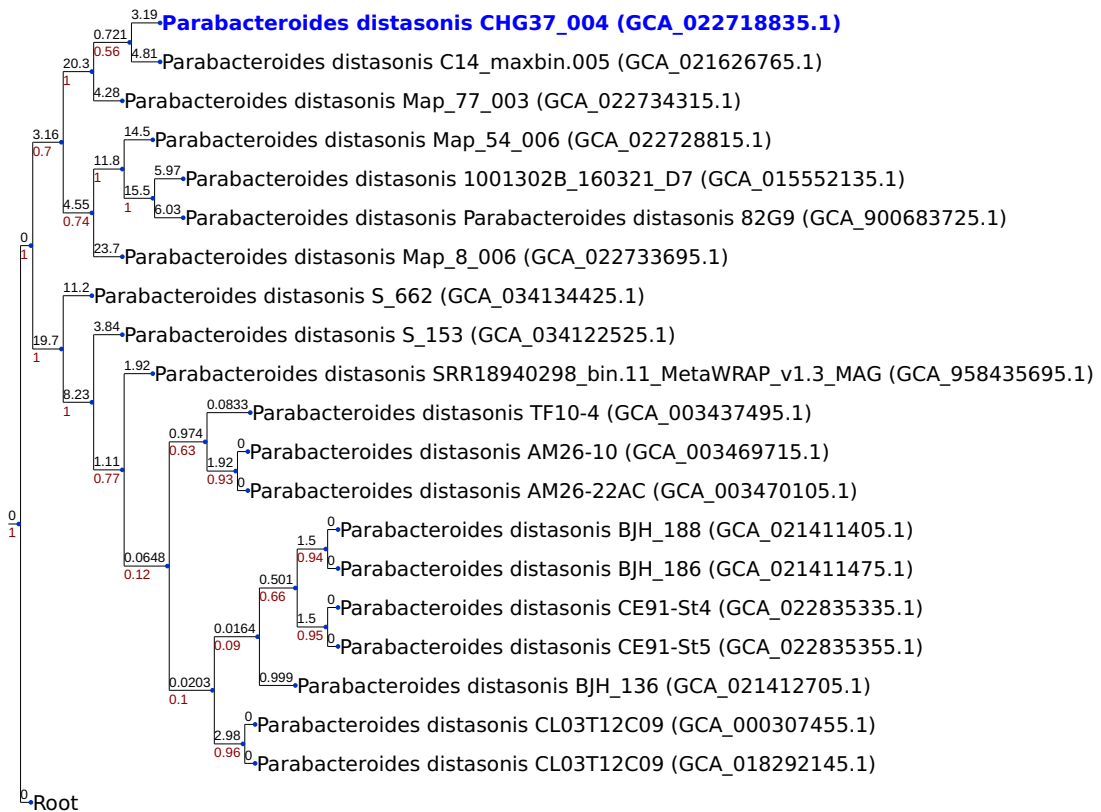 3.19
Parabacteroides distasonis CHG37_004 (GCA_022718835.1)
0.721
0.56
4.81
Parabacteroides distasonis C14_maxbin.005 (GCA_021626765.1)
20.3
1
4.28
Parabacteroides distasonis Map_77_003 (GCA_022734315.1)
3.16
0.7
14.5
Parabacteroides distasonis Map_54_006 (GCA_022728815.1)
11.8
1
5.97
Parabacteroides distasonis 1001302B_160321_D7 (GCA_015552135.1)
15.5
1
6.03
Parabacteroides distasonis Parabacteroides distasonis 82G9 (GCA_900683725.1)
4.55
0.74
23.7
Parabacteroides distasonis Map_8_006 (GCA_022733695.1)
0
1
11.2
Parabacteroides distasonis S_662 (GCA_034134425.1)
3.84
Parabacteroides distasonis S_153 (GCA_034122525.1)
19.7
1
1.92
Parabacteroides distasonis SRR18940298_bin.11_MetaWRAP_v1.3_MAG (GCA_958435695.1)
8.23
1
0.0833
Parabacteroides distasonis TF10-4 (GCA_003437495.1)
0.974
0.63
0
Parabacteroides distasonis AM26-10 (GCA_003469715.1)
1.92
0.93
0
Parabacteroides distasonis AM26-22AC (GCA_003470105.1)
1.11
0.77
0
1
0
Parabacteroides distasonis BJH_188 (GCA_021411405.1)
1.5
0.94
0
Parabacteroides distasonis BJH_186 (GCA_021411475.1)
0.0648
0.12
0.501
0.66
0
Parabacteroides distasonis CE91-St4 (GCA_022835335.1)
1.5
0.95
0
Parabacteroides distasonis CE91-St5 (GCA_022835355.1)
0.0164
0.09
0.999
Parabacteroides distasonis BJH_136 (GCA_021412705.1)
0.0203
0.1
0
Parabacteroides distasonis CL03T12C09 (GCA_000307455.1)
2.98
0.96
0
Parabacteroides distasonis CL03T12C09 (GCA_018292145.1)
0
Root